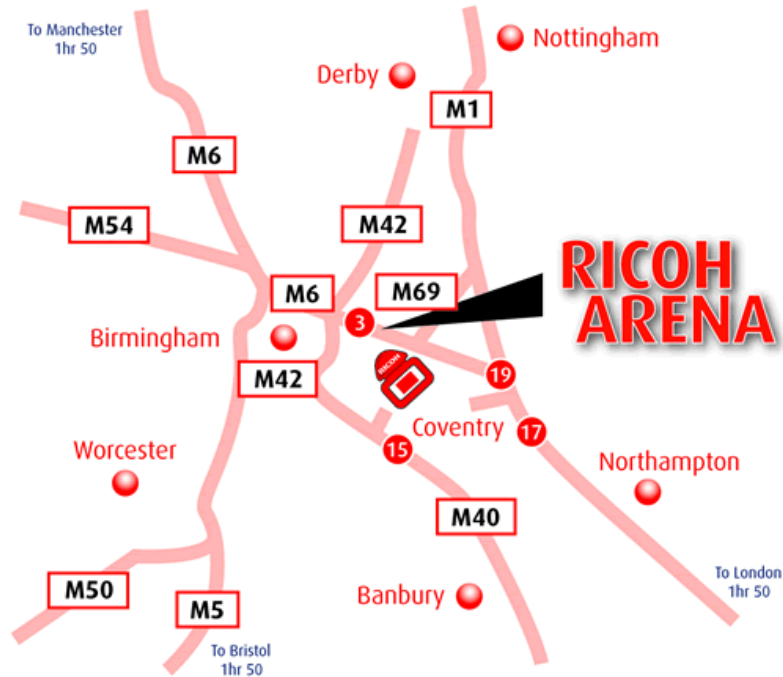 To Manchester
1hr 50
Nottingham
Derby
M1
M6
M54
M42
RICOH
ARENA
M6
M69
3
Birmingham
RICOH
M42
19
Coventry
17
15
Worcester
Northampton
M40
M50
M5
Banbury
To London
1hr 50
To Bristol
1hr 50